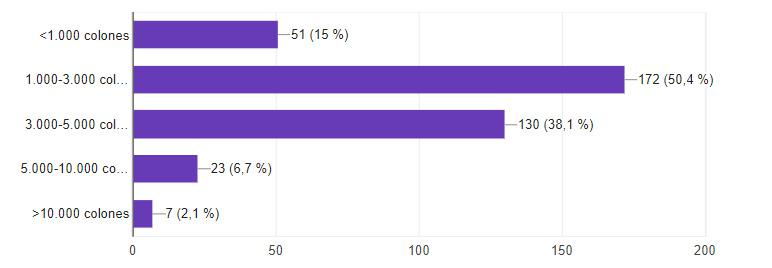 <1.000 colones
51 (15 %)
1.000-3.000 col...
172 (50,4 %)
3.000-5.000 col...
130 (38,1 %)
5.000-10.000 co...
23 (6,7 %)
>10.000 colones
7 (2,1 %)
0
50
100
150
200